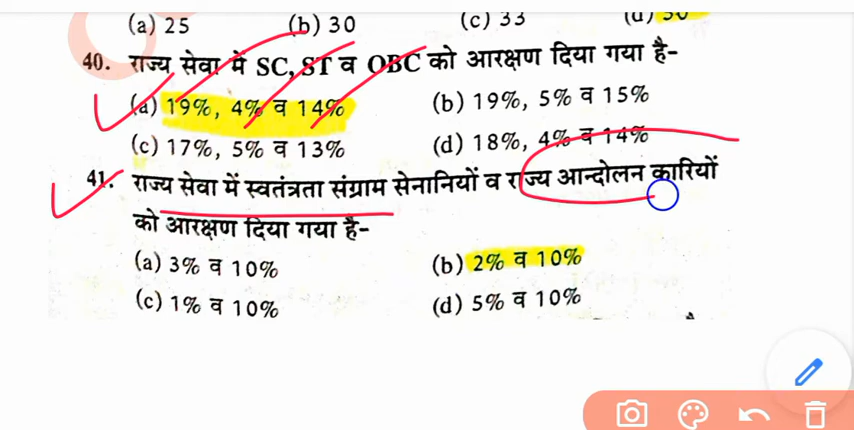 (a) 25 (b) 30 (c) 33
40. राज्य सेवा में SC, ST व OBC को आरक्षण दिया गया है-
(a) 19%, 4% व 14% (b) 19%, 5% व 15%
(c) 17%, 5% व 13% (d) 18%, 4% व 14%
41. राज्य सेवा में स्वतंत्रता संग्राम सेनानियों व राज्य आन्दोलन कारियों
को आरक्षण दिया गया है-
(a) 3% व 10% (b) 2% व 10%
(c) 1% व 10% (d) 5% व 10%